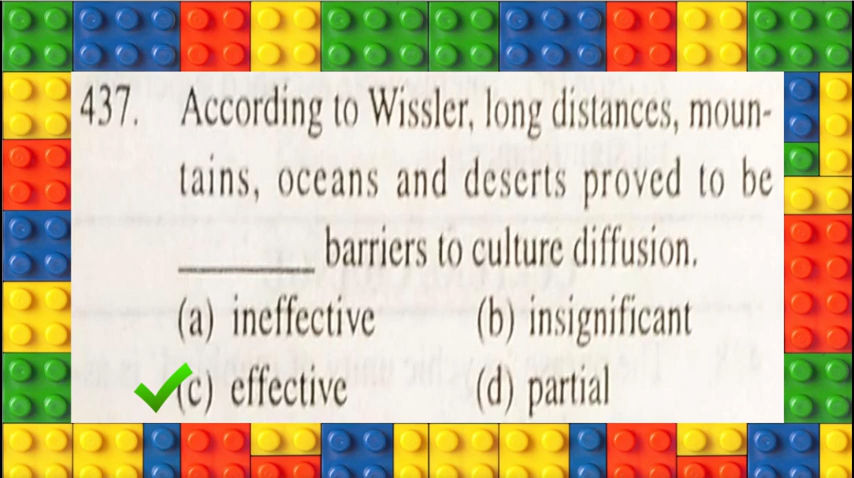 437. According to Wissler, long distances, moun-
tains, oceans and deserts proved to be
________ barriers to culture diffusion.
(a) ineffective (b) insignificant
(c) effective (d) partial